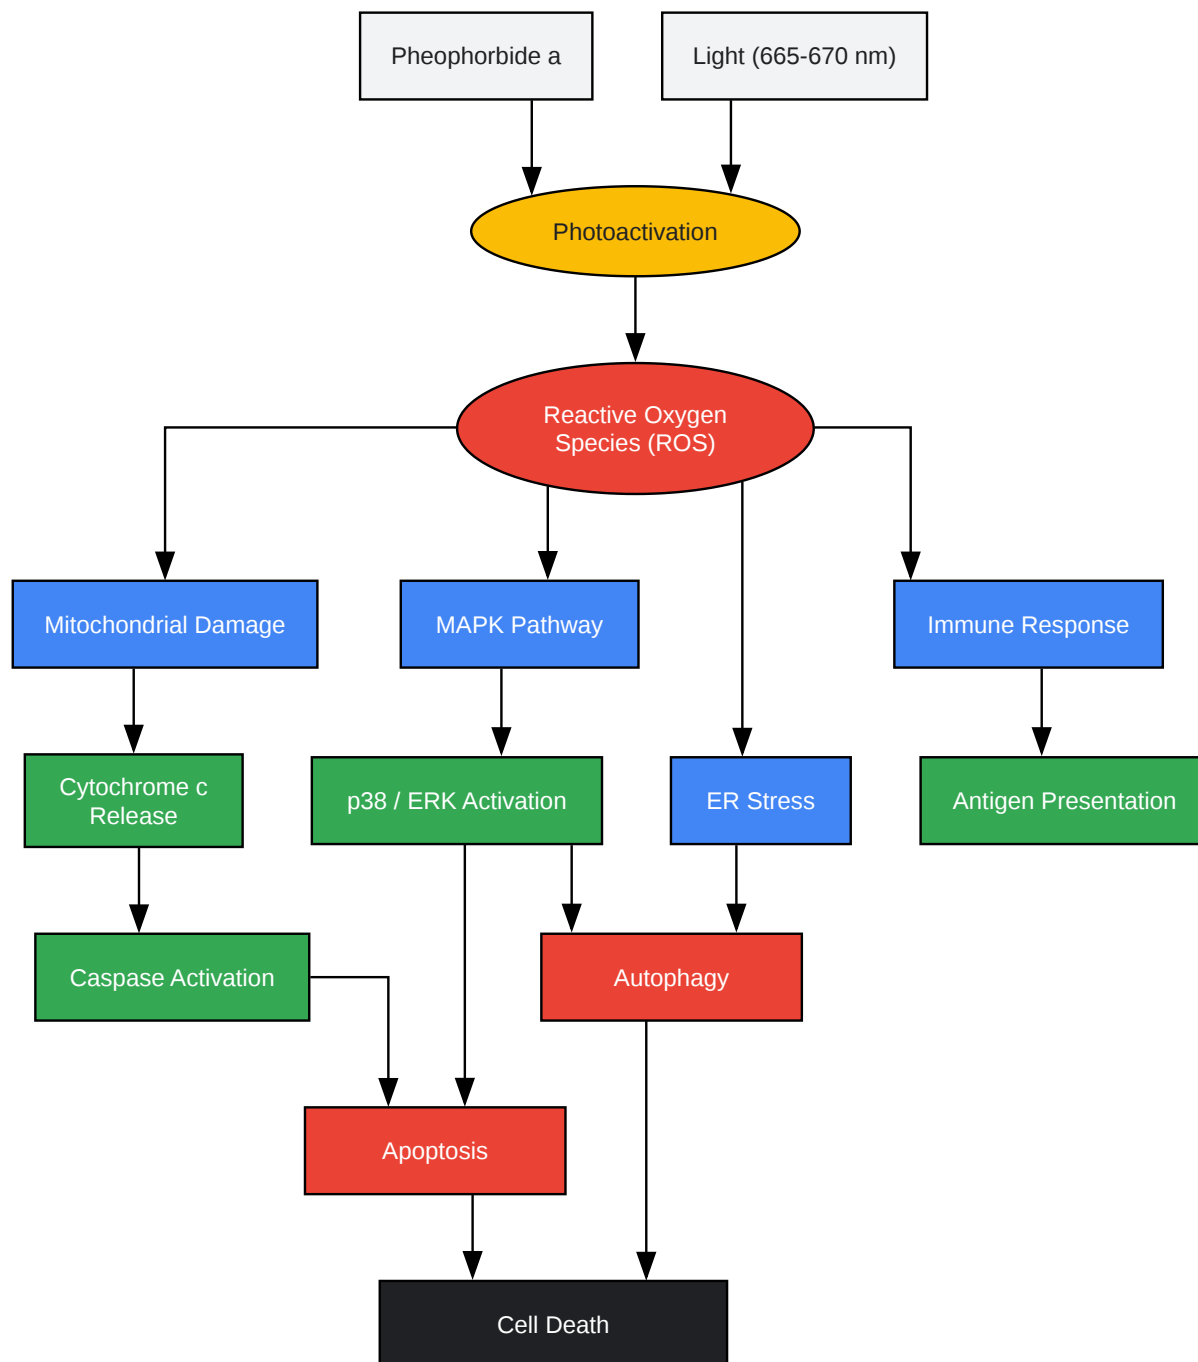 Pheophorbide a
Light (665-670 nm)
Photoactivation
Reactive Oxygen
Species (ROS)
Mitochondrial Damage
MAPK Pathway
Immune Response
Cytochrome c
Release
p38 / ERK Activation
ER Stress
Antigen Presentation
Caspase Activation
Autophagy
Apoptosis
Cell Death